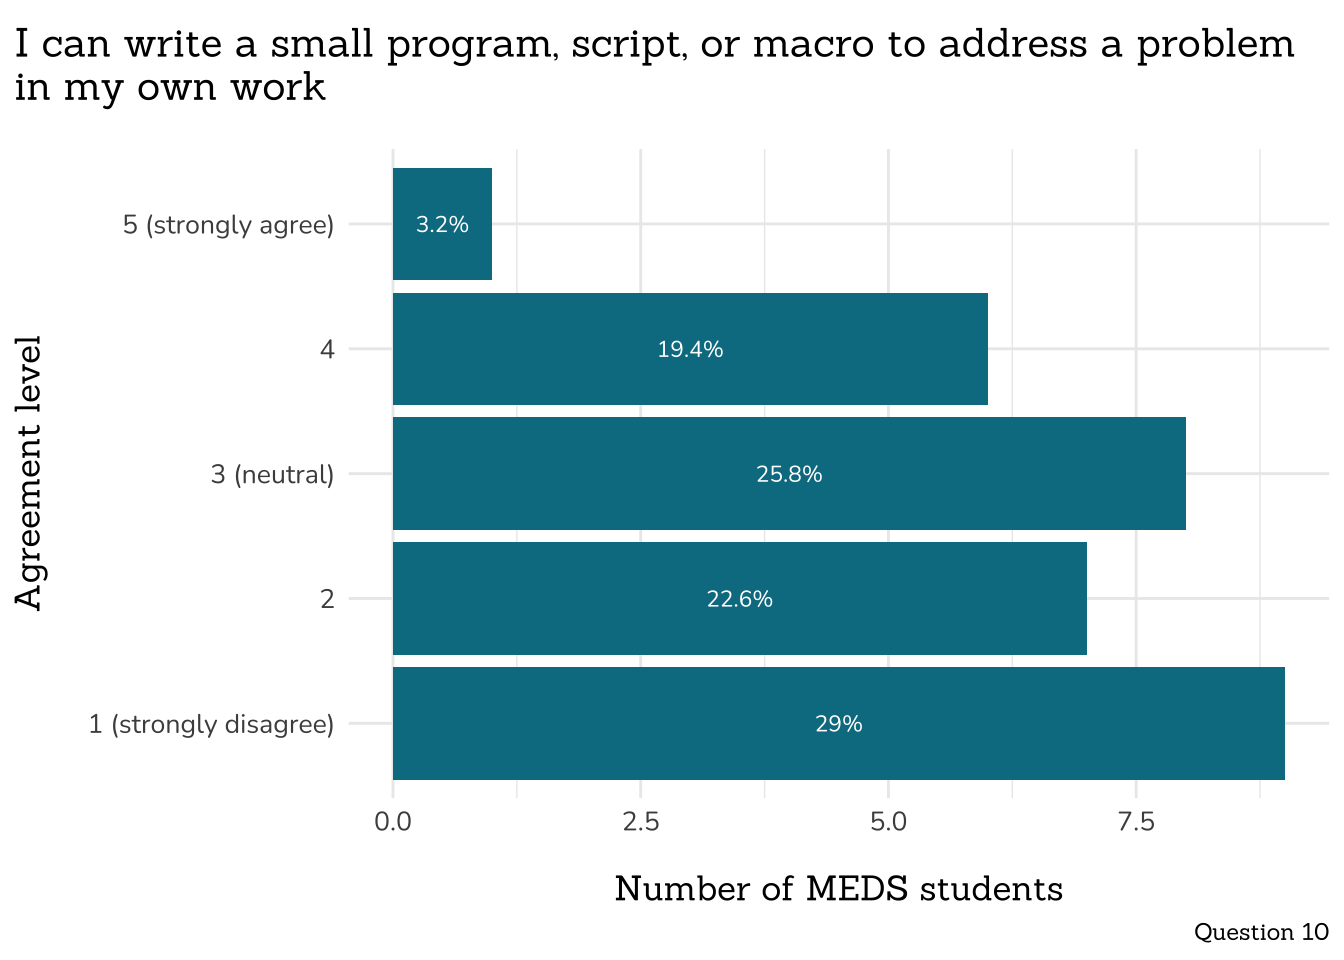 I can write a small program, script, or macro to address a problem
in my own work
5 (strongly agree)
3.2%
4
19.4%
3 (neutral)
25.8%
2
22.6%
1 (strongly disagree)
29%
Agreement level
0.0
2.5
5.0
7.5
Number of MEDS students
Question 10